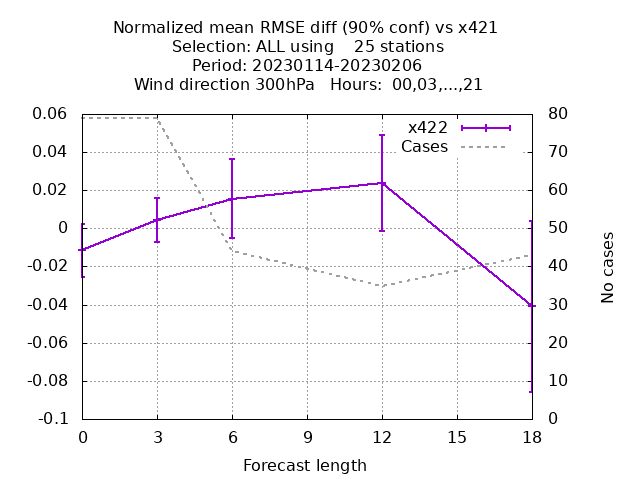 Normalized mean RMSE diff (90% conf) vs x421
Selection: ALL using    25 stations
Period: 20230114-20230206
Wind direction 300hPa   Hours:  00,03,...,21
x422
Cases
0.06
0.04
0.02
0
-0.02
-0.04
-0.06
-0.08
-0.1
80
70
60
50
40
30
20
10
0
No cases
0 3 6 9 12 15 18
Forecast length